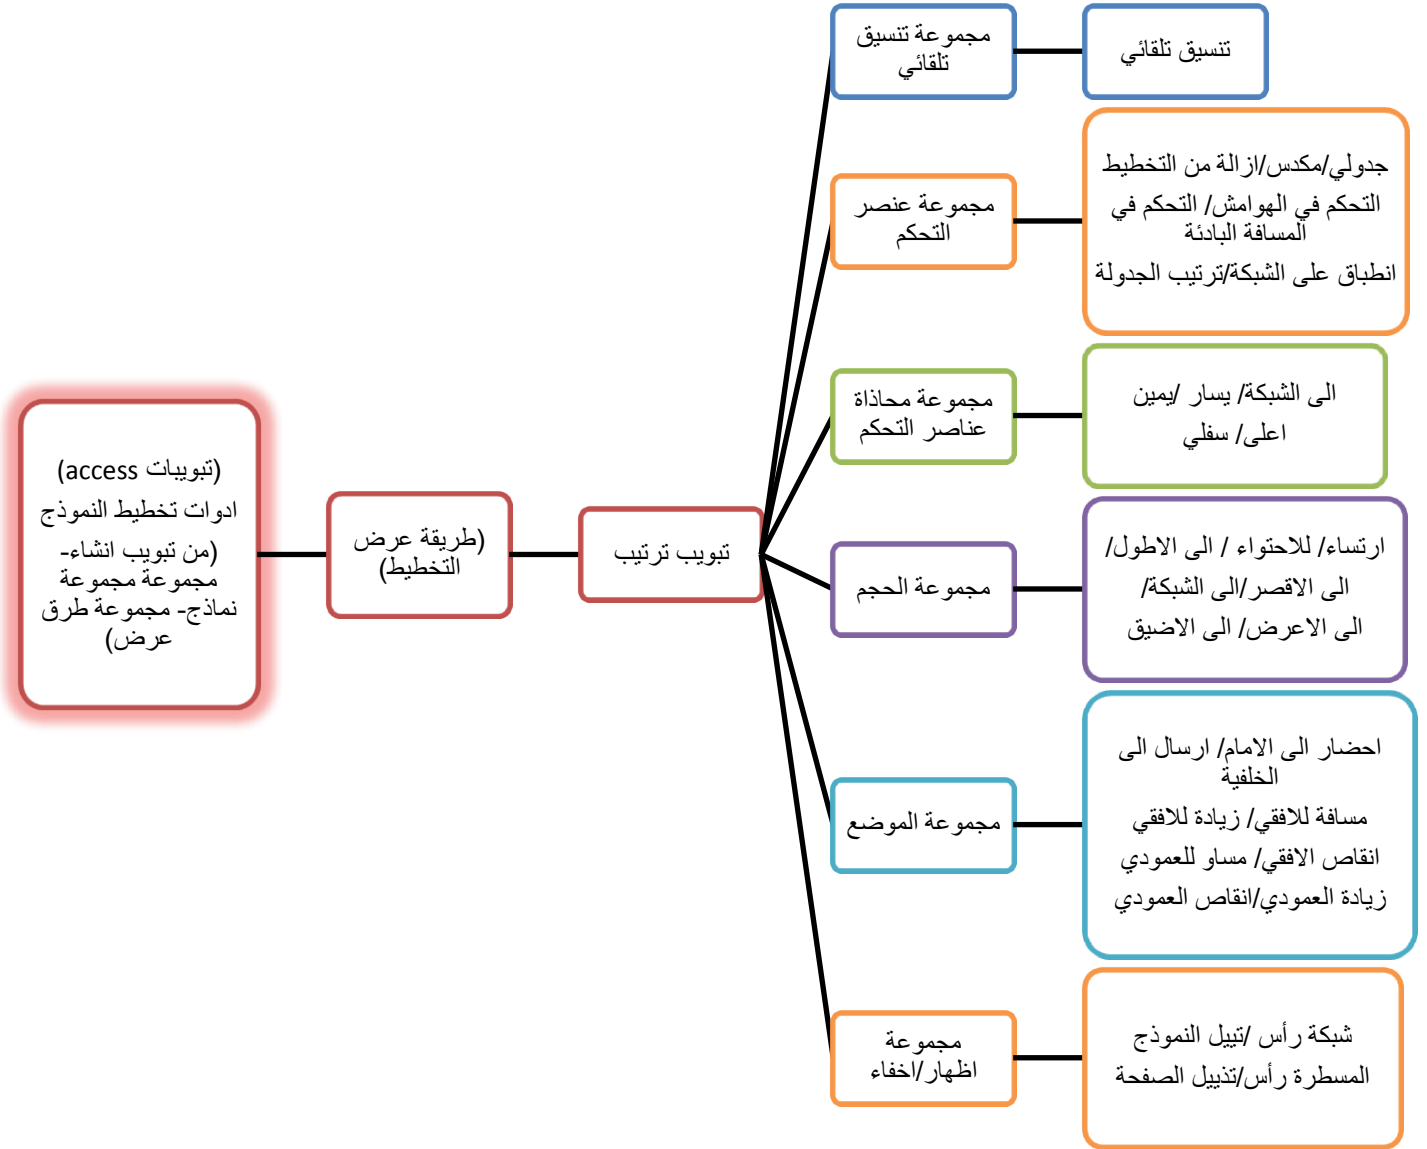 (تبويبات access)
ادوات تخطيط النموذج
(من تبويب انشاء-
مجموعة مجموعة
نماذج- مجموعة طرق
عرض)
(طريقة عرض
التخطيط)
تبويب ترتيب
مجموعة تنسيق
تلقائي
تنسيق تلقائي
مجموعة عنصر
التحكم
جدولي/مكدس/ازالة من التخطيط
التحكم في الهوامش/ التحكم في
المسافة البادئة
انطباق على الشبكة/ترتيب الجدولة
مجموعة محاذاة
عناصر التحكم
الى الشبكة/ يسار /يمين
اعلى/ سفلي
مجموعة الحجم
ارتساء/ للاحتواء / الى الاطول/
الى الاقصر/الى الشبكة/
الى الاعرض/ الى الاضيق
مجموعة الموضع
احضار الى الامام/ ارسال الى
الخلفية
مسافة للافقي/ زيادة للافقي
انقاص الافقي/ مساو للعمودي
زيادة العمودي/انقاص العمودي
مجموعة
اظهار/اخفاء
شبكة رأس /تييل النموذج
المسطرة رأس/تذييل الصفحة